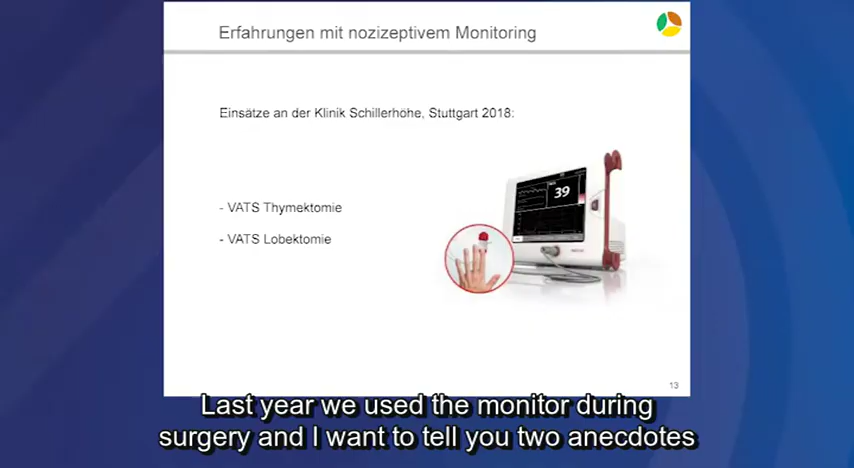 Erfahrungen mit nozizeptivem Monitoring
Einsätze an der Klinik Schillerhöhe, Stuttgart 2018:
- VATS Thymektomie
- VATS Lobektomie
39
13
Last year we used the monitor during
surgery and I want to tell you two anecdotes